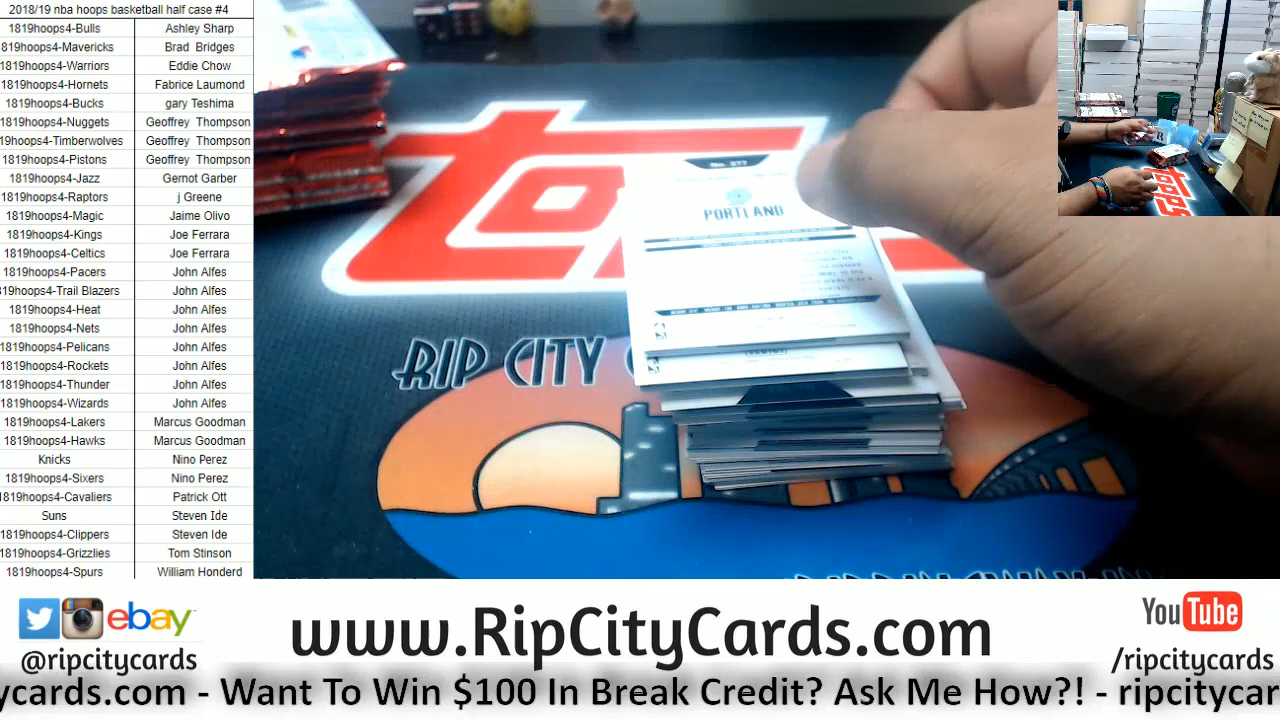 2018/19 nba hoops basketball half case #4
1819hoops4-Bulls Ashley Sharp
819hoops4-Mavericks Brad Bridges
1819hoops4-Warriors Eddie Chow
1819hoops4-Hornets Fabrice Laumond
1819hoops4-Bucks gary Teshima
1819hoops4-Nuggets Geoffrey Thompson
19hoops4-Timberwolves Geoffrey Thompson
1819hoops4-Pistons Geoffrey Thompson
1819hoops4-Jazz Gernot Garber
1819hoops4-Raptors j Greene
1819hoops4-Magic Jaime Olivo
1819hoops4-Kings Joe Ferrara
1819hoops4-Celtics Joe Ferrara
1819hoops4-Pacers John Alfes
819hoops4-Trail Blazers John Alfes
1819hoops4-Heat John Alfes
1819hoops4-Nets John Alfes
1819hoops4-Pelicans John Alfes
1819hoops4-Rockets John Alfes
1819hoops4-Thunder John Alfes
1819hoops4-Wizards John Alfes
1819hoops4-Lakers Marcus Goodman
1819hoops4-Hawks Marcus Goodman
Knicks Nino Perez
1819hoops4-Sixers Nino Perez
1819hoops4-Cavaliers Patrick Ott
Suns Steven Ide
1819hoops4-Clippers Steven Ide
1819hoops4-Grizzlies Tom Stinson
1819hoops4-Spurs William Honderd
PORTLAND
RIP CITY
ebay
@ripcitycards
www.RipCityCards.com
YouTube
/ripcitycards
ycards.com - Want To Win $100 In Break Credit? Ask Me How?! - ripcitycar